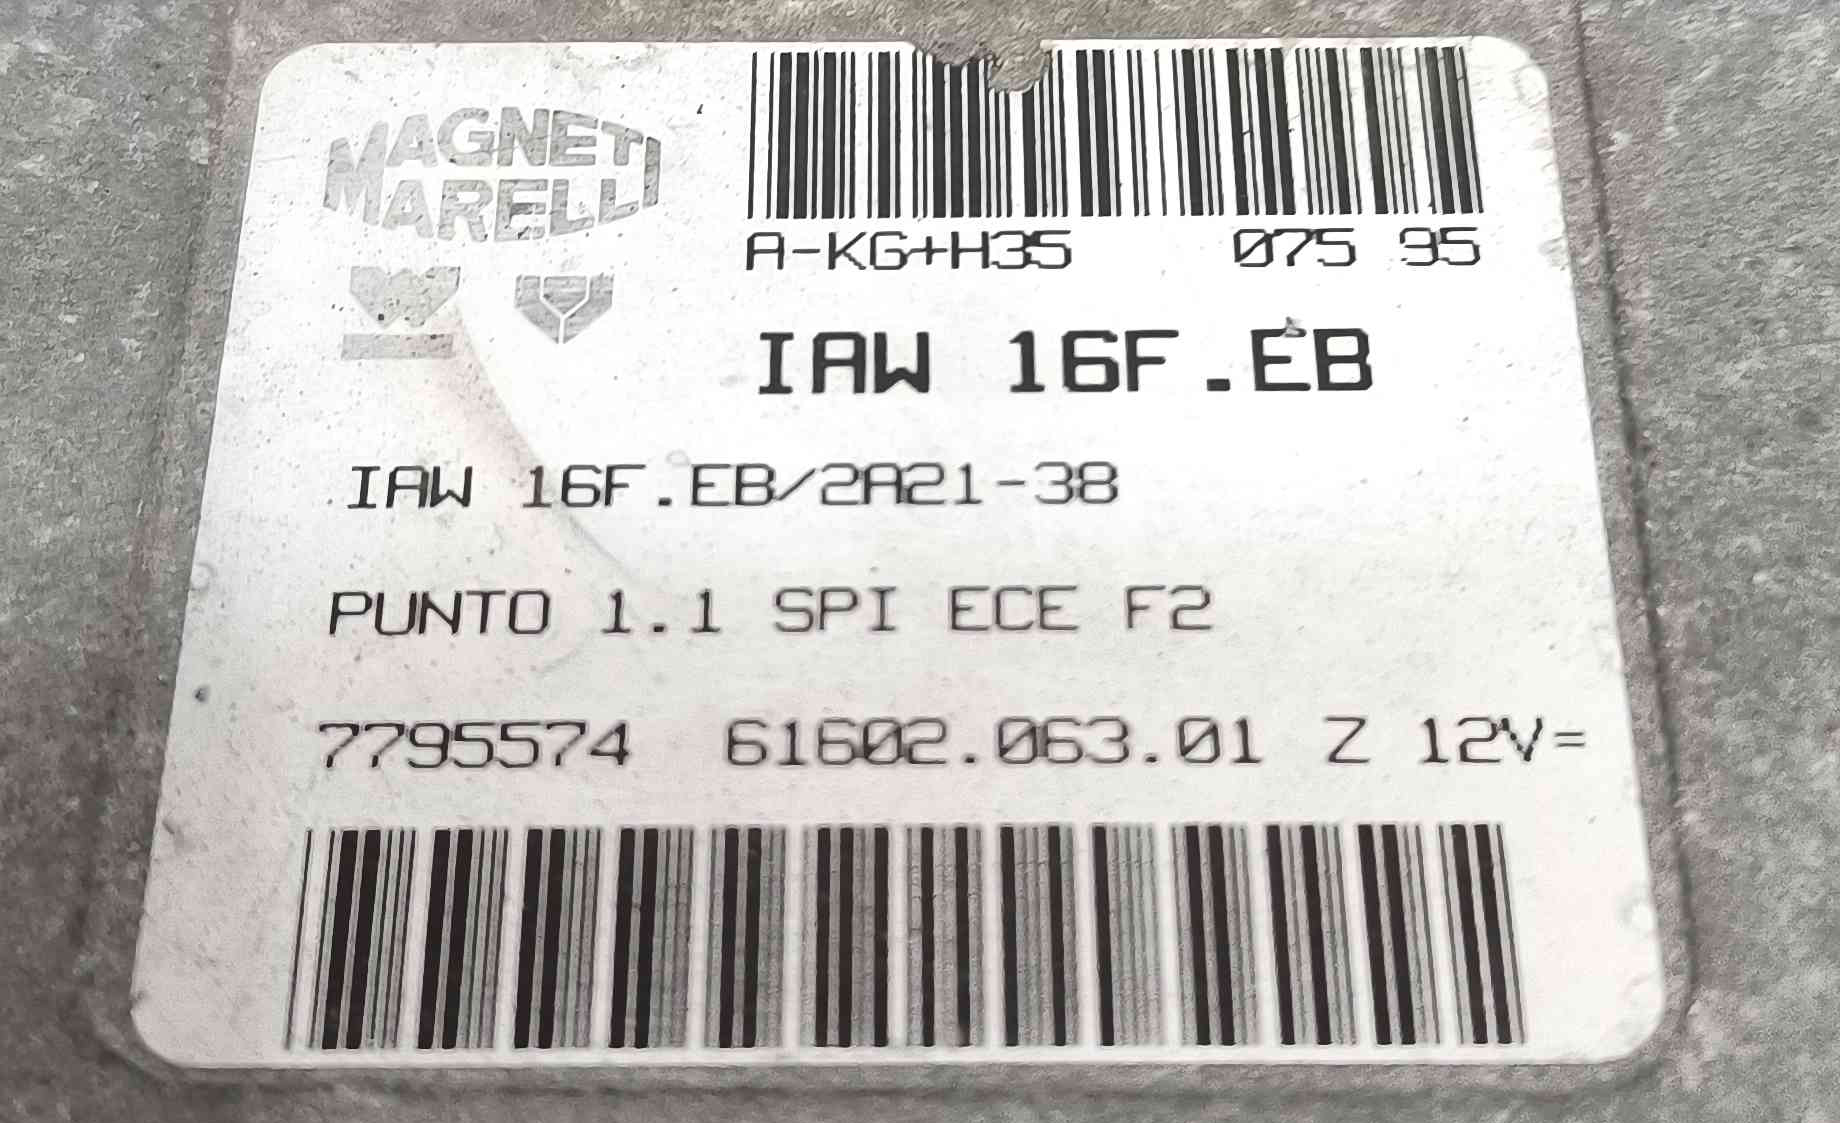 MAGNETI
MARELLI
A-KG+H35 075 95
IAW 16F.EB
IAW 16F.EB/2A21-38
PUNTO 1.1 SPI ECE F2
7795574 61602.063.01 Z 12V=